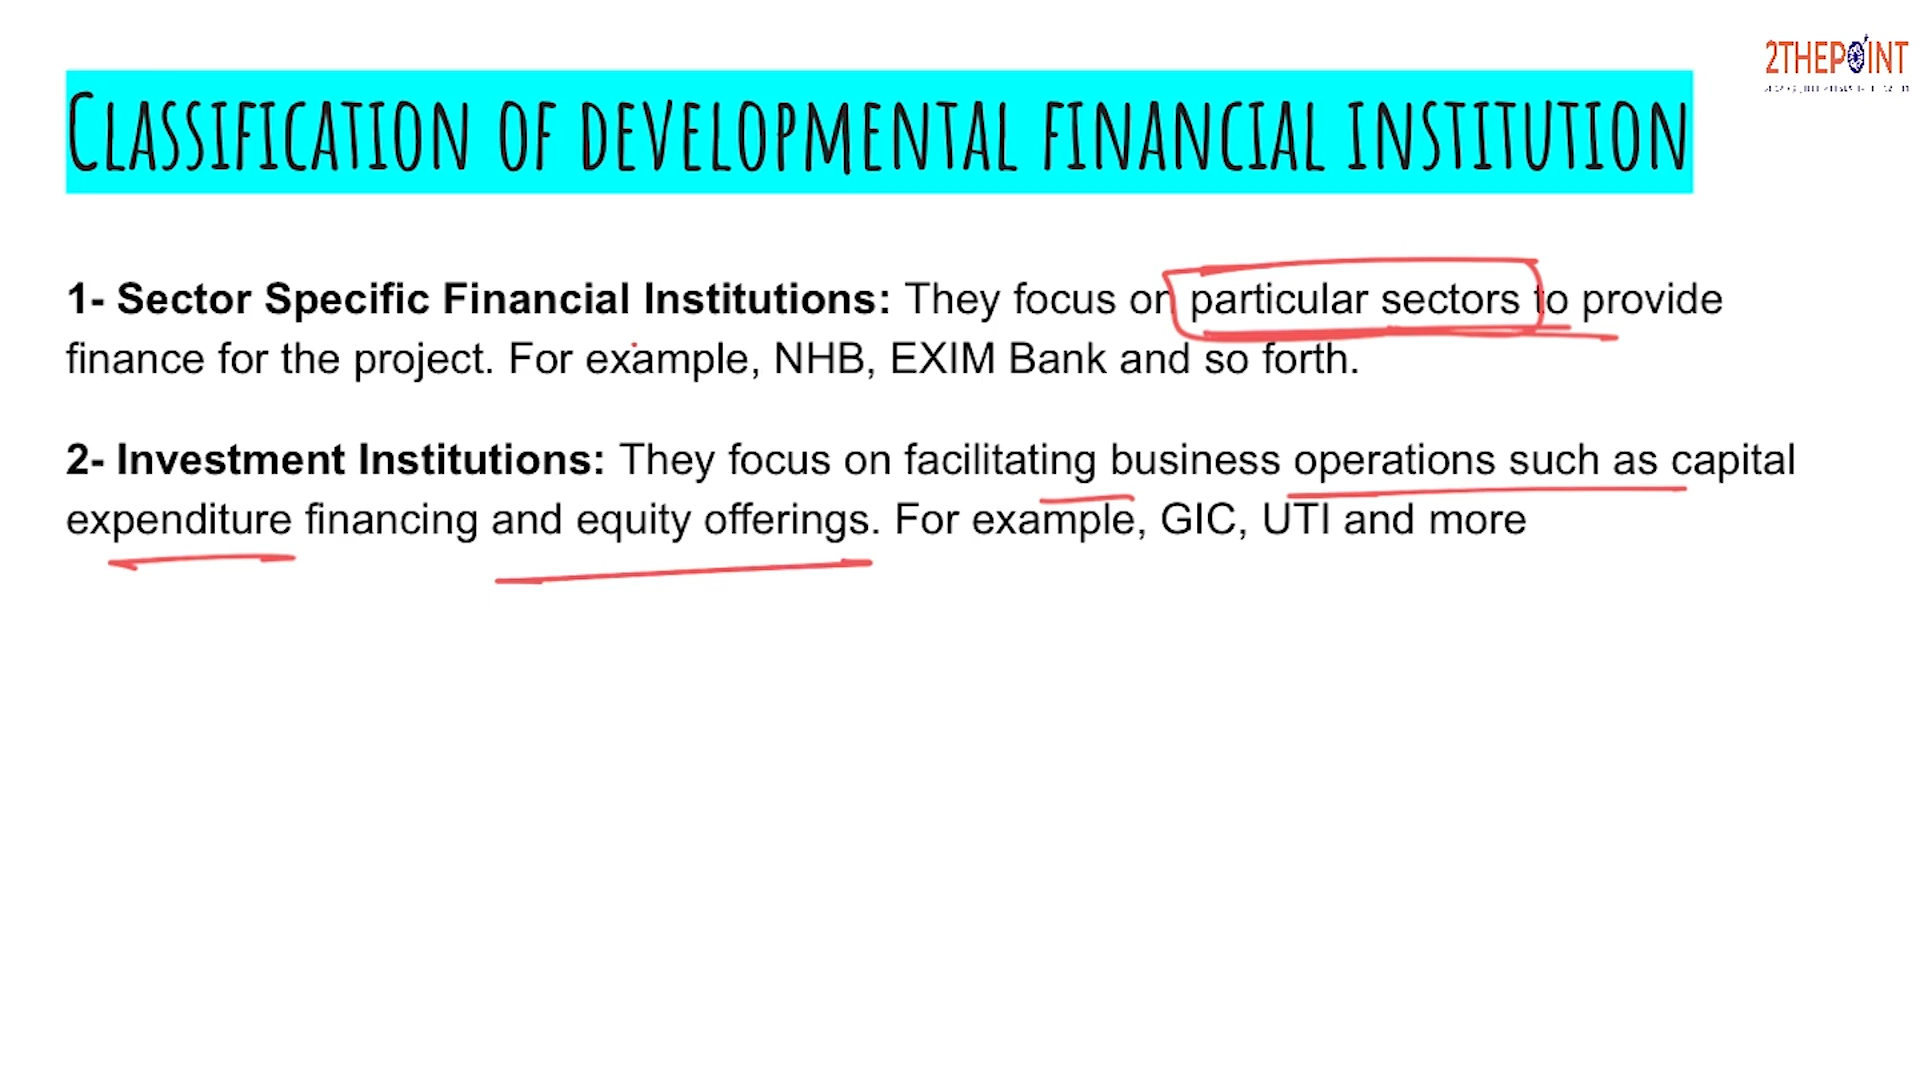 2THEPOINT
CLASSIFICATION OF DEVELOPMENTAL FINANCIAL INSTITUTION
1- Sector Specific Financial Institutions: They focus on particular sectors to provide
finance for the project. For example, NHB, EXIM Bank and so forth.
2- Investment Institutions: They focus on facilitating business operations such as capital
expenditure financing and equity offerings. For example, GIC, UTI and more